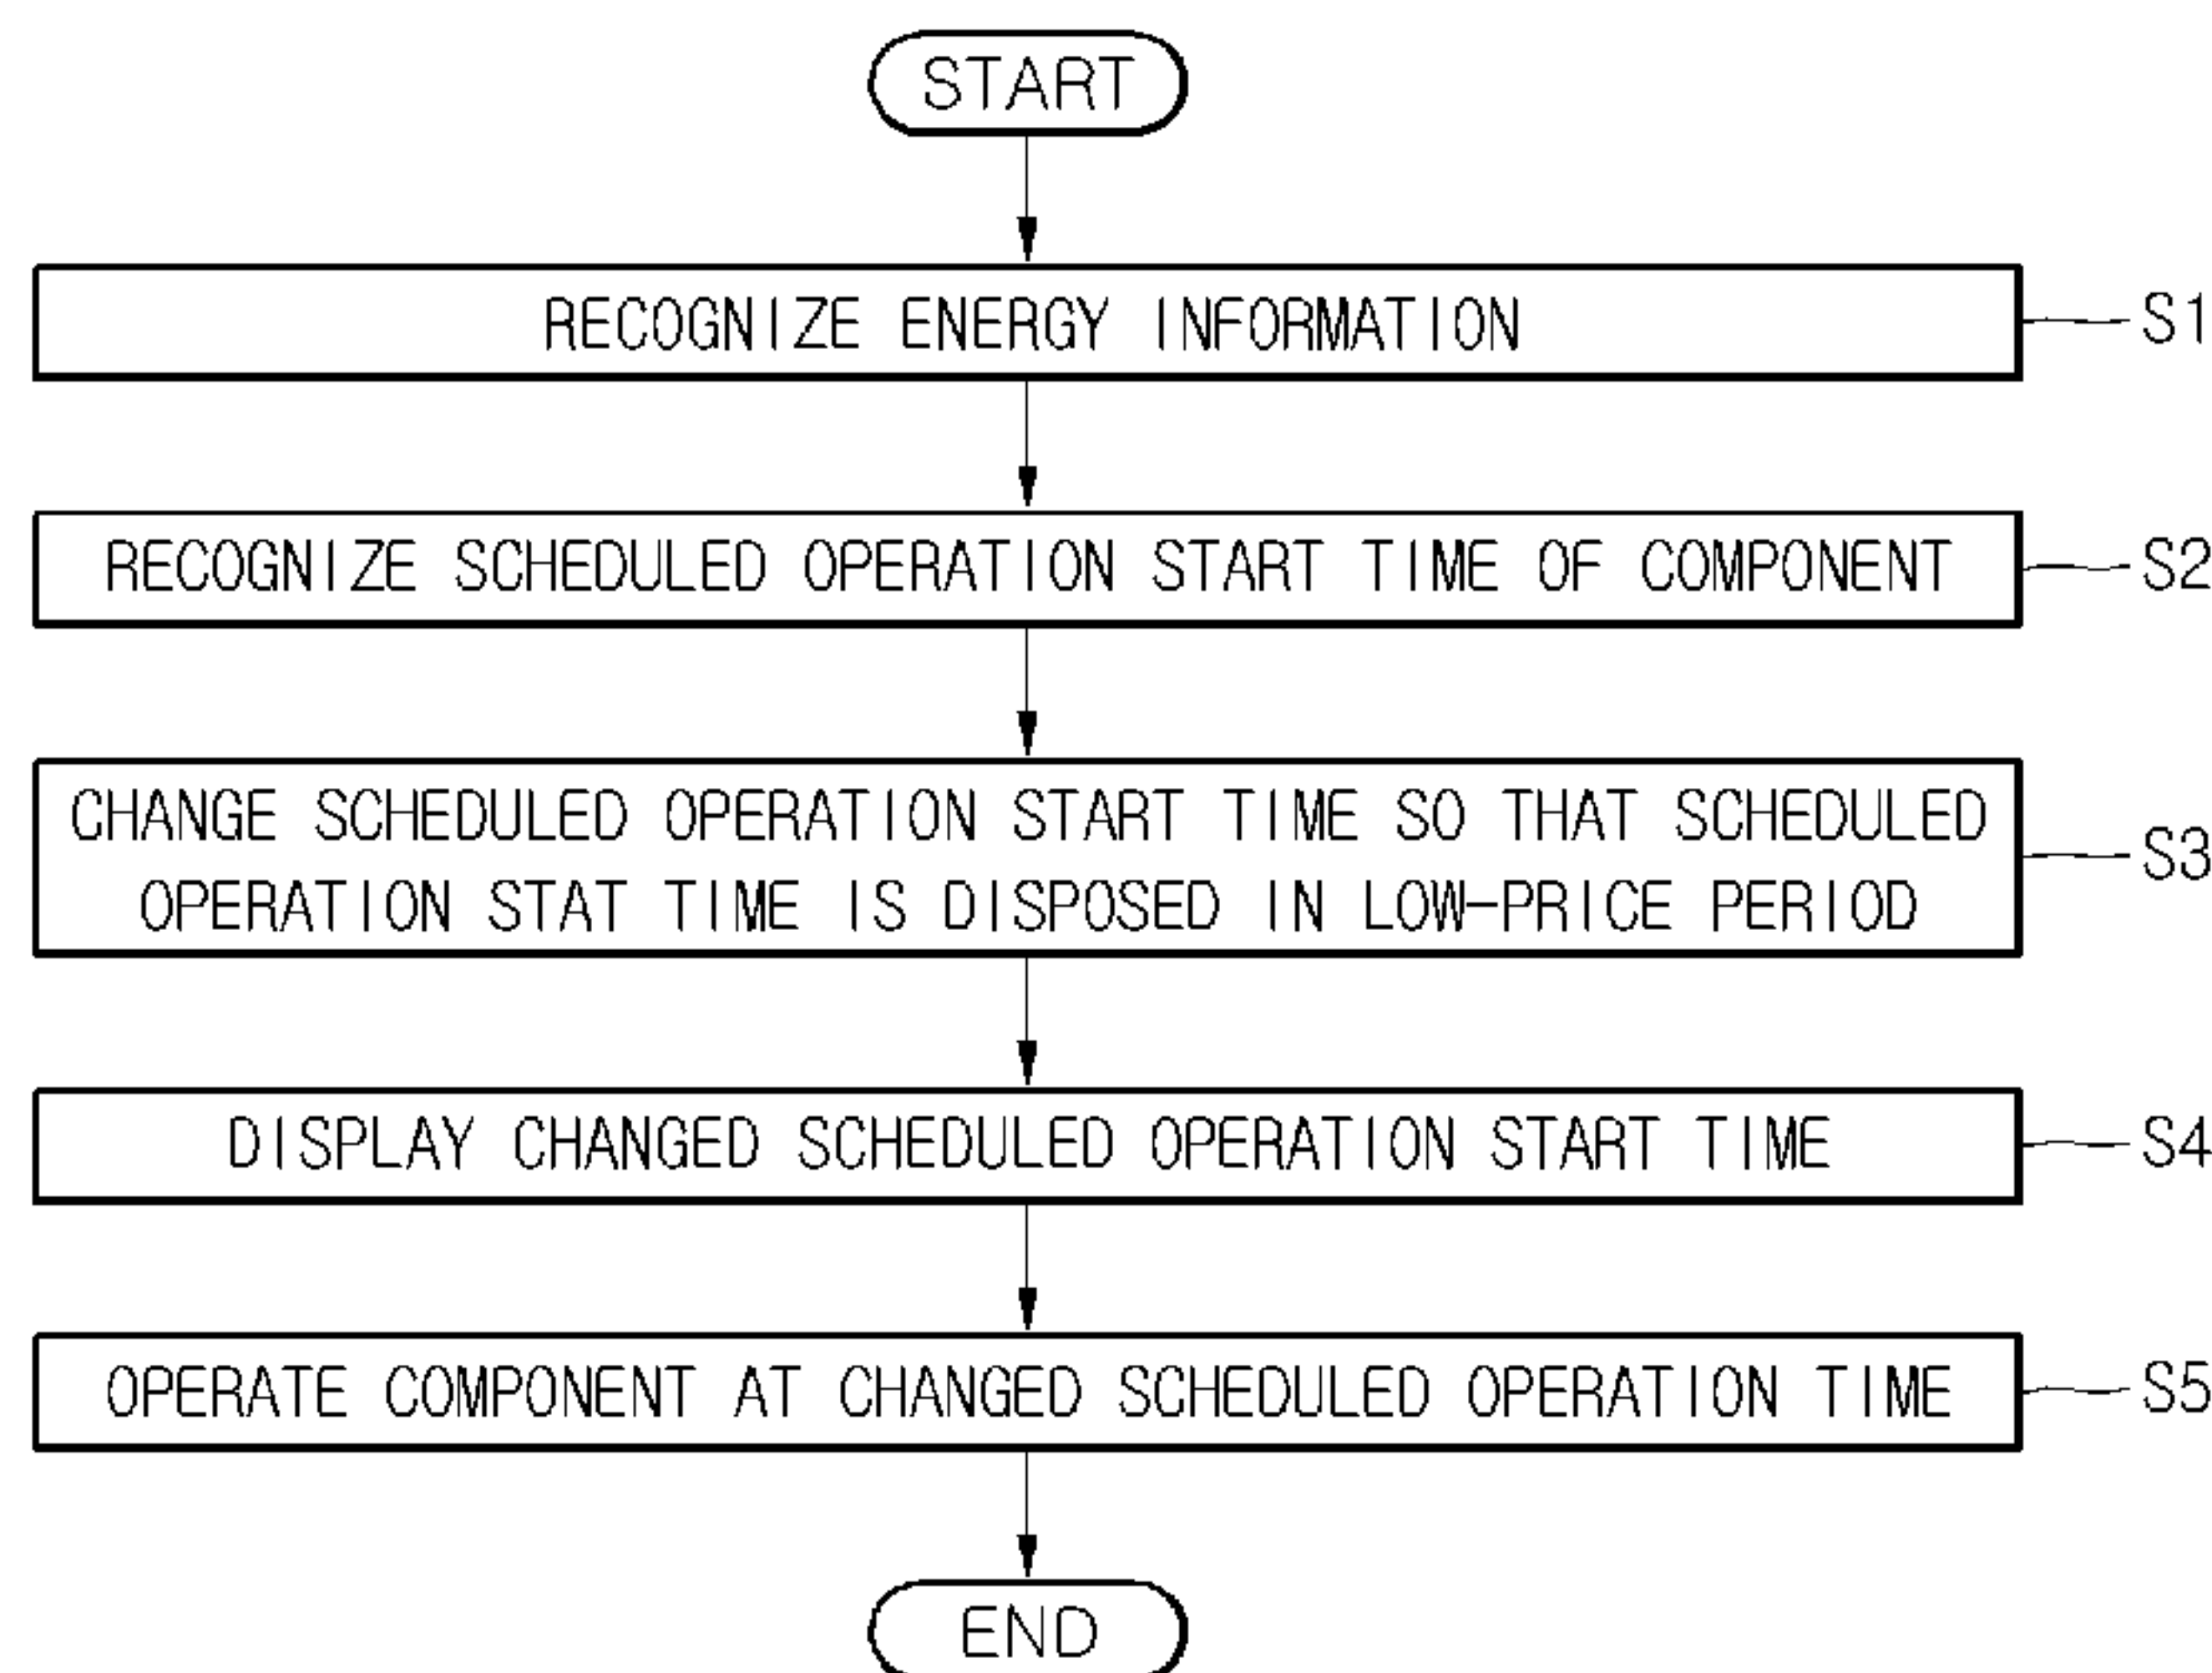 START
RECOGNIZE ENERGY INFORMATION
S1
RECOGNIZE SCHEDULED OPERATION START TIME OF COMPONENT
S2
CHANGE SCHEDULED OPERATION START TIME SO THAT SCHEDULED
OPERATION STAT TIME IS DISPOSED IN LOW-PRICE PERIOD
S3
DISPLAY CHANGED SCHEDULED OPERATION START TIME
S4
OPERATE COMPONENT AT CHANGED SCHEDULED OPERATION TIME
S5
END